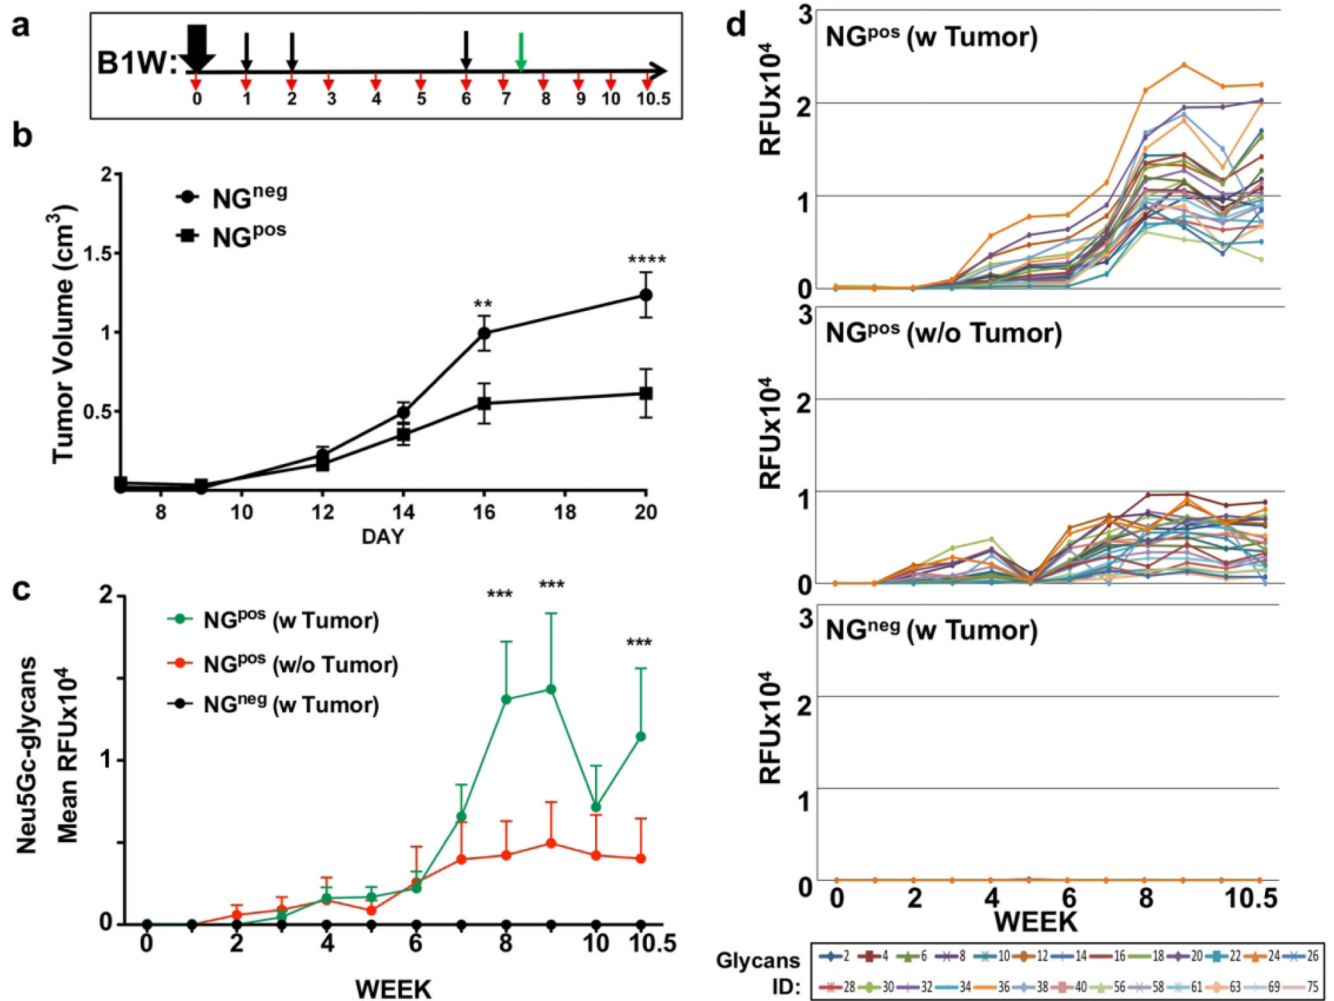 a
B1W:
0 1 2 3 4 5 6 7 8 9 10 10.5
b
2
1.5
1
0.5
Tumor Volume (cm³)
NGneg
NGpos
**
****
8 10 12 14 16 18 20
DAY
c
2
1
0
Neu5Gc-glycans
Mean RFUx10⁴
NGpos (w Tumor)
NGpos (w/o Tumor)
NGneg (w Tumor)
*** *** ***
0 2 4 6 8 10 10.5
WEEK
d
NGpos (w Tumor)
RFUx10⁴
3
2
1
0
NGpos (w/o Tumor)
RFUx10⁴
3
2
1
0
NGneg (w Tumor)
RFUx10⁴
3
2
1
0
0 2 4 6 8 10.5
WEEK
Glycans
ID:
2 4 6 8 10 12 14 16 18 20 22 24 26
28 30 32 34 36 38 40 56 58 61 63 69 75